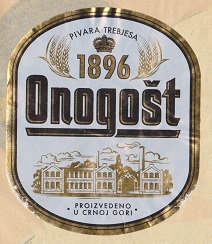 PIVARA TREBJESA
1896
Onogošt
• PROIZVEDENO •
U CRNOJ GORI